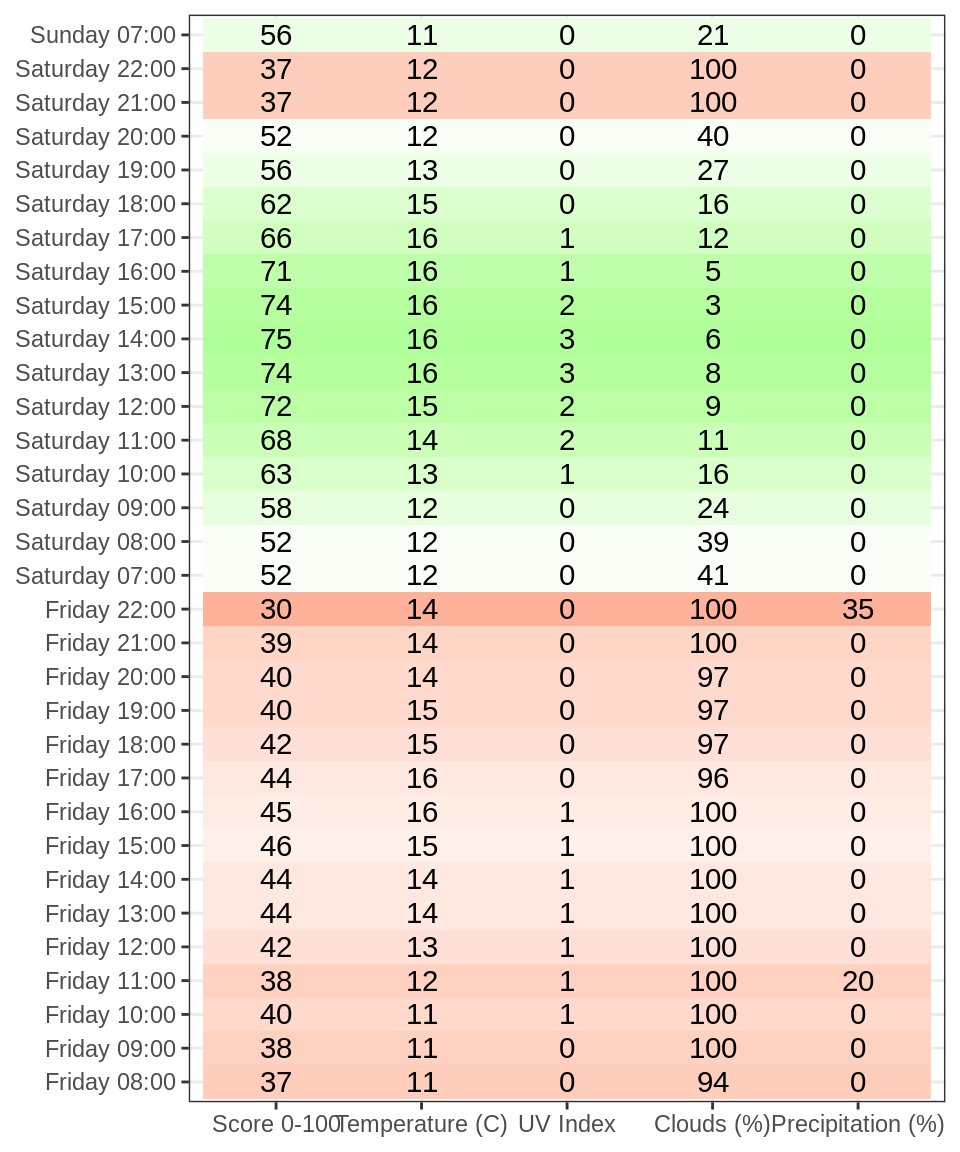 Sunday 07:00 56 11 0 21 0
Saturday 22:00 37 12 0 100 0
Saturday 21:00 37 12 0 100 0
Saturday 20:00 52 12 0 40 0
Saturday 19:00 56 13 0 27 0
Saturday 18:00 62 15 0 16 0
Saturday 17:00 66 16 1 12 0
Saturday 16:00 71 16 1 5 0
Saturday 15:00 74 16 2 3 0
Saturday 14:00 75 16 3 6 0
Saturday 13:00 74 16 3 8 0
Saturday 12:00 72 15 2 9 0
Saturday 11:00 68 14 2 11 0
Saturday 10:00 63 13 1 16 0
Saturday 09:00 58 12 0 24 0
Saturday 08:00 52 12 0 39 0
Saturday 07:00 52 12 0 41 0
Friday 22:00 30 14 0 100 35
Friday 21:00 39 14 0 100 0
Friday 20:00 40 14 0 97 0
Friday 19:00 40 15 0 97 0
Friday 18:00 42 15 0 97 0
Friday 17:00 44 16 0 96 0
Friday 16:00 45 16 1 100 0
Friday 15:00 46 15 1 100 0
Friday 14:00 44 14 1 100 0
Friday 13:00 44 14 1 100 0
Friday 12:00 42 13 1 100 0
Friday 11:00 38 12 1 100 20
Friday 10:00 40 11 1 100 0
Friday 09:00 38 11 0 100 0
Friday 08:00 37 11 0 94 0
Score 0-100 Temperature (C) UV Index Clouds (%) Precipitation (%)